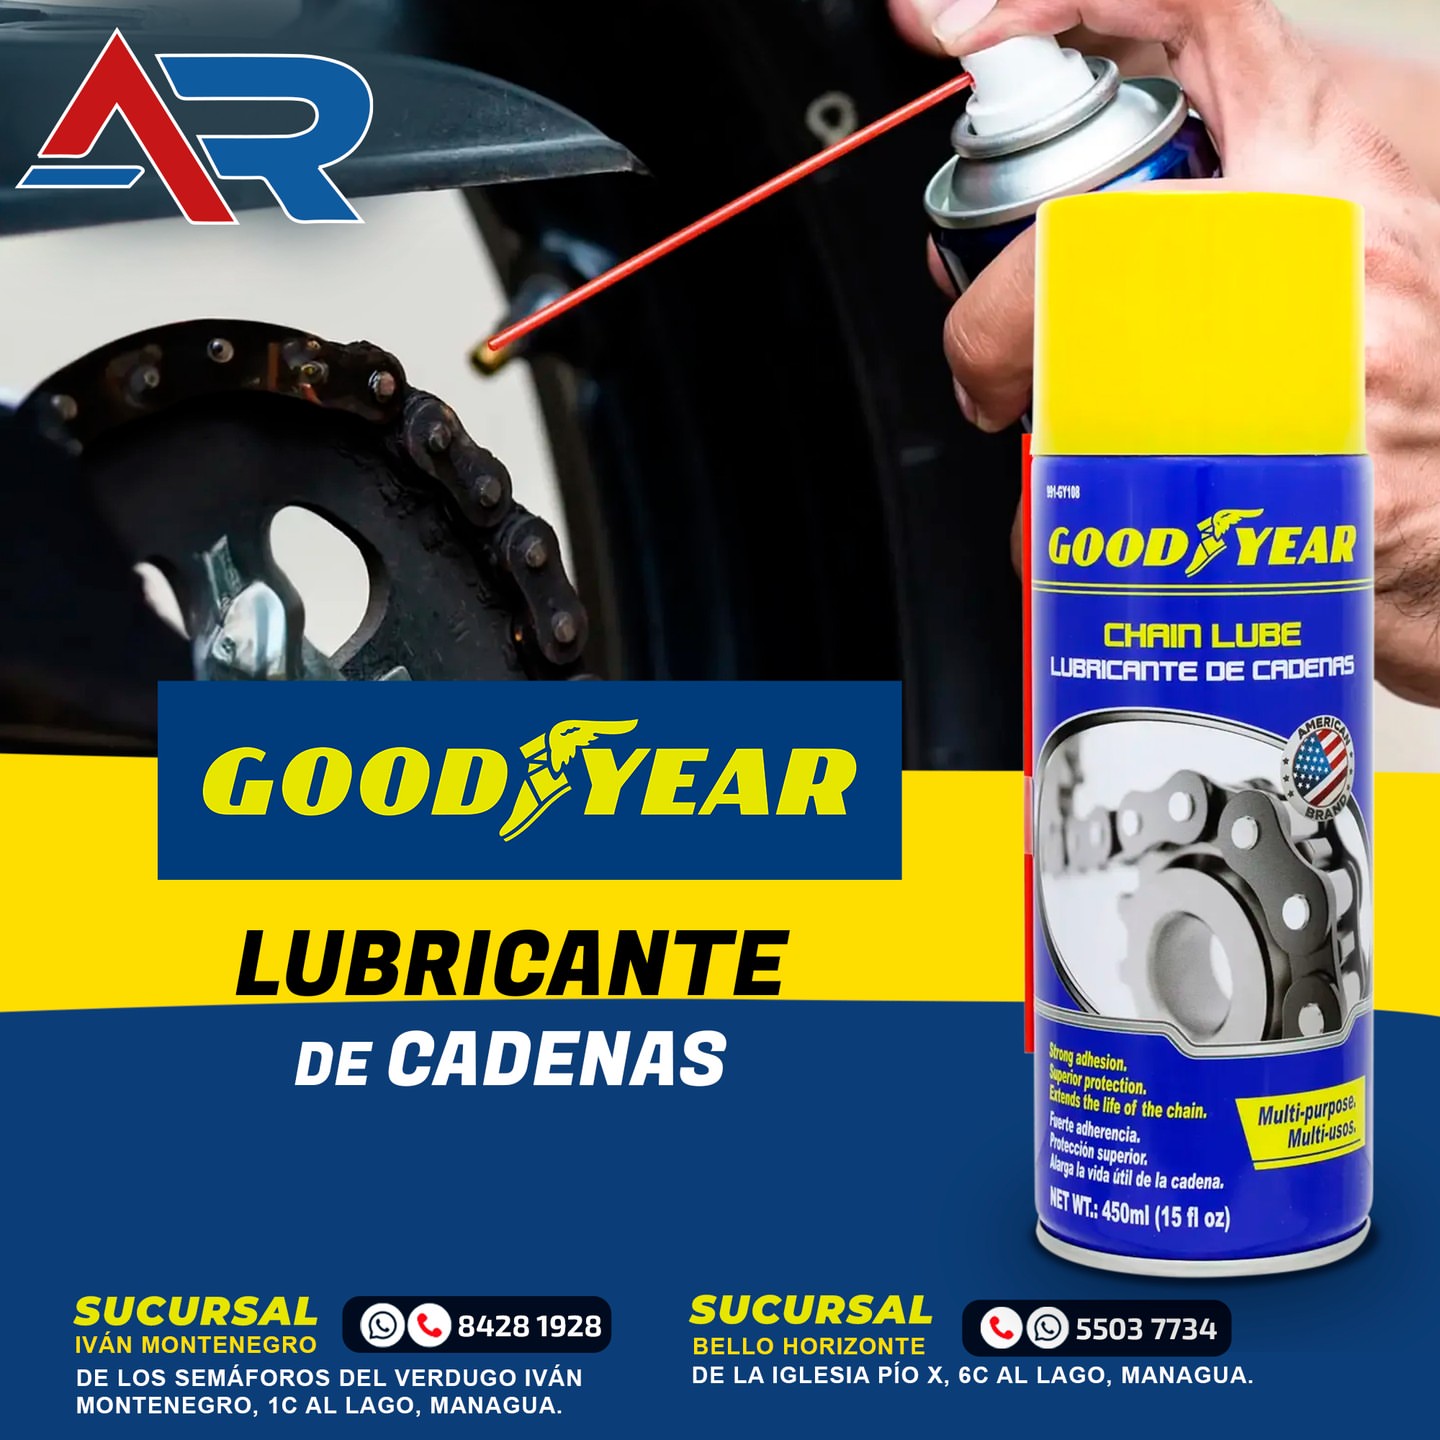 AR
991-GY108
GOODYEAR
CHAIN LUBE
LUBRICANTE DE CADENAS
AMERICAN
BRAND
GOODYEAR
LUBRICANTE
DE CADENAS
Strong adhesion.
Superior protection.
Extends the life of the chain.
Fuerte adherencia.
Protección superior.
Alarga la vida útil de la cadena.
Multi-purpose.
Multi-usos.
NET WT.: 450ml (15 fl oz)
SUCURSAL
IVÁN MONTENEGRO
8428 1928
DE LOS SEMÁFOROS DEL VERDUGO IVÁN
MONTENEGRO, 1C AL LAGO, MANAGUA.
SUCURSAL
BELLO HORIZONTE
5503 7734
DE LA IGLESIA PÍO X, 6C AL LAGO, MANAGUA.